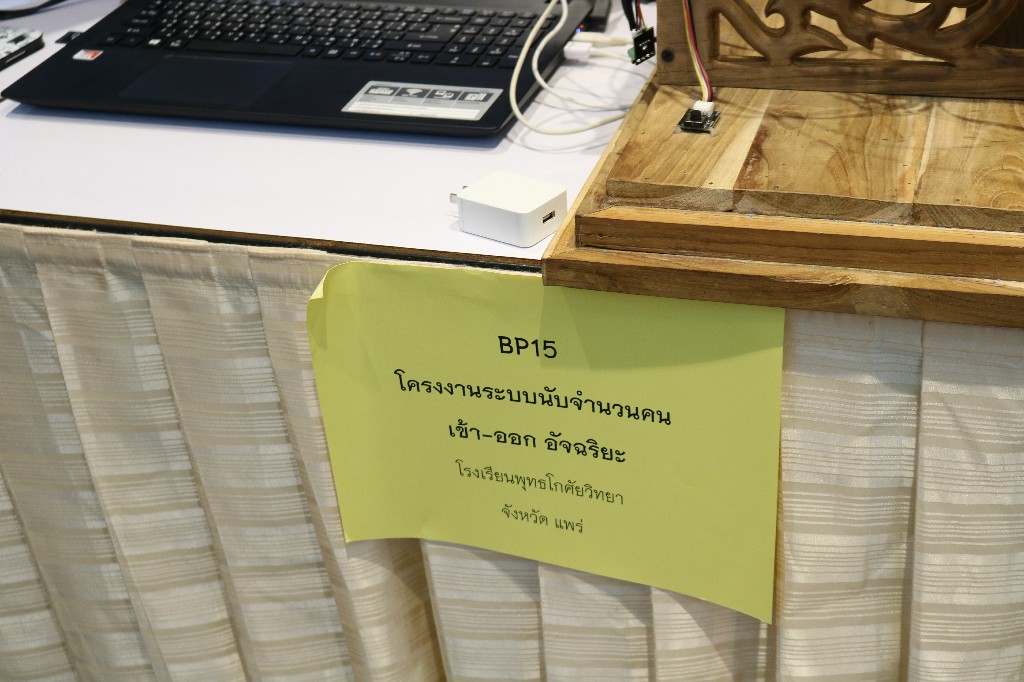 BP15
โครงงานระบบนับจำนวนคน
เข้า-ออก อัจฉริยะ
โรงเรียนพุทธโกศัยวิทยา
จังหวัด แพร่